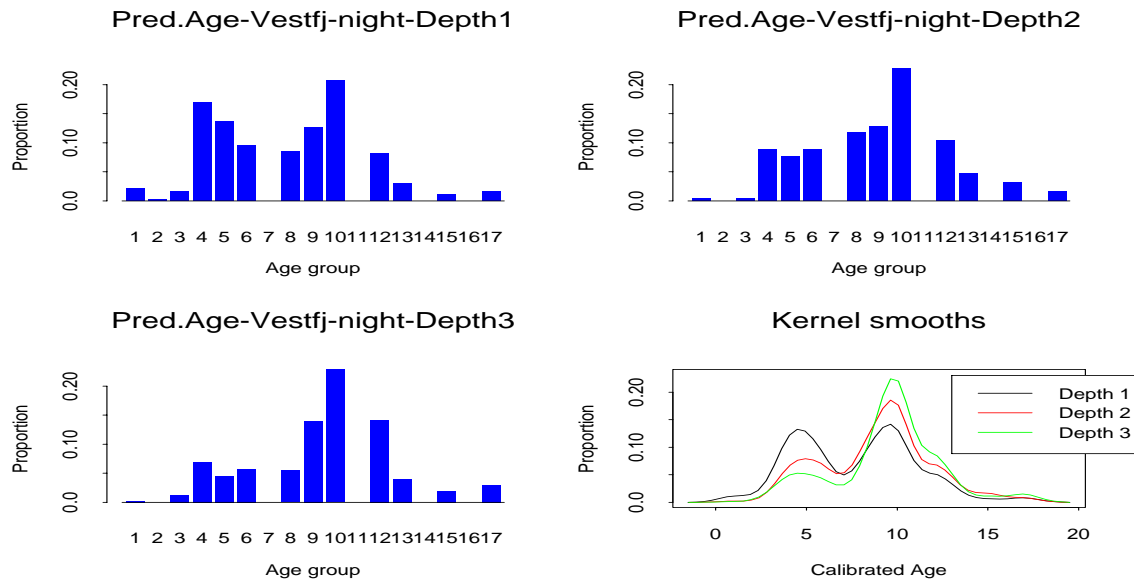 Pred.Age-Vestfj-night-Depth1
Proportion
0.0 0.10 0.20
1 2 3 4 5 6 7 8 9 1011121314151617
Age group
Pred.Age-Vestfj-night-Depth2
Proportion
0.0 0.10 0.20
1 2 3 4 5 6 7 8 9 1011121314151617
Age group
Pred.Age-Vestfj-night-Depth3
Proportion
0.0 0.10 0.20
1 2 3 4 5 6 7 8 9 1011121314151617
Age group
Kernel smooths
Proportion
0.0 0.10 0.20
Depth 1
Depth 2
Depth 3
0 5 10 15 20
Calibrated Age